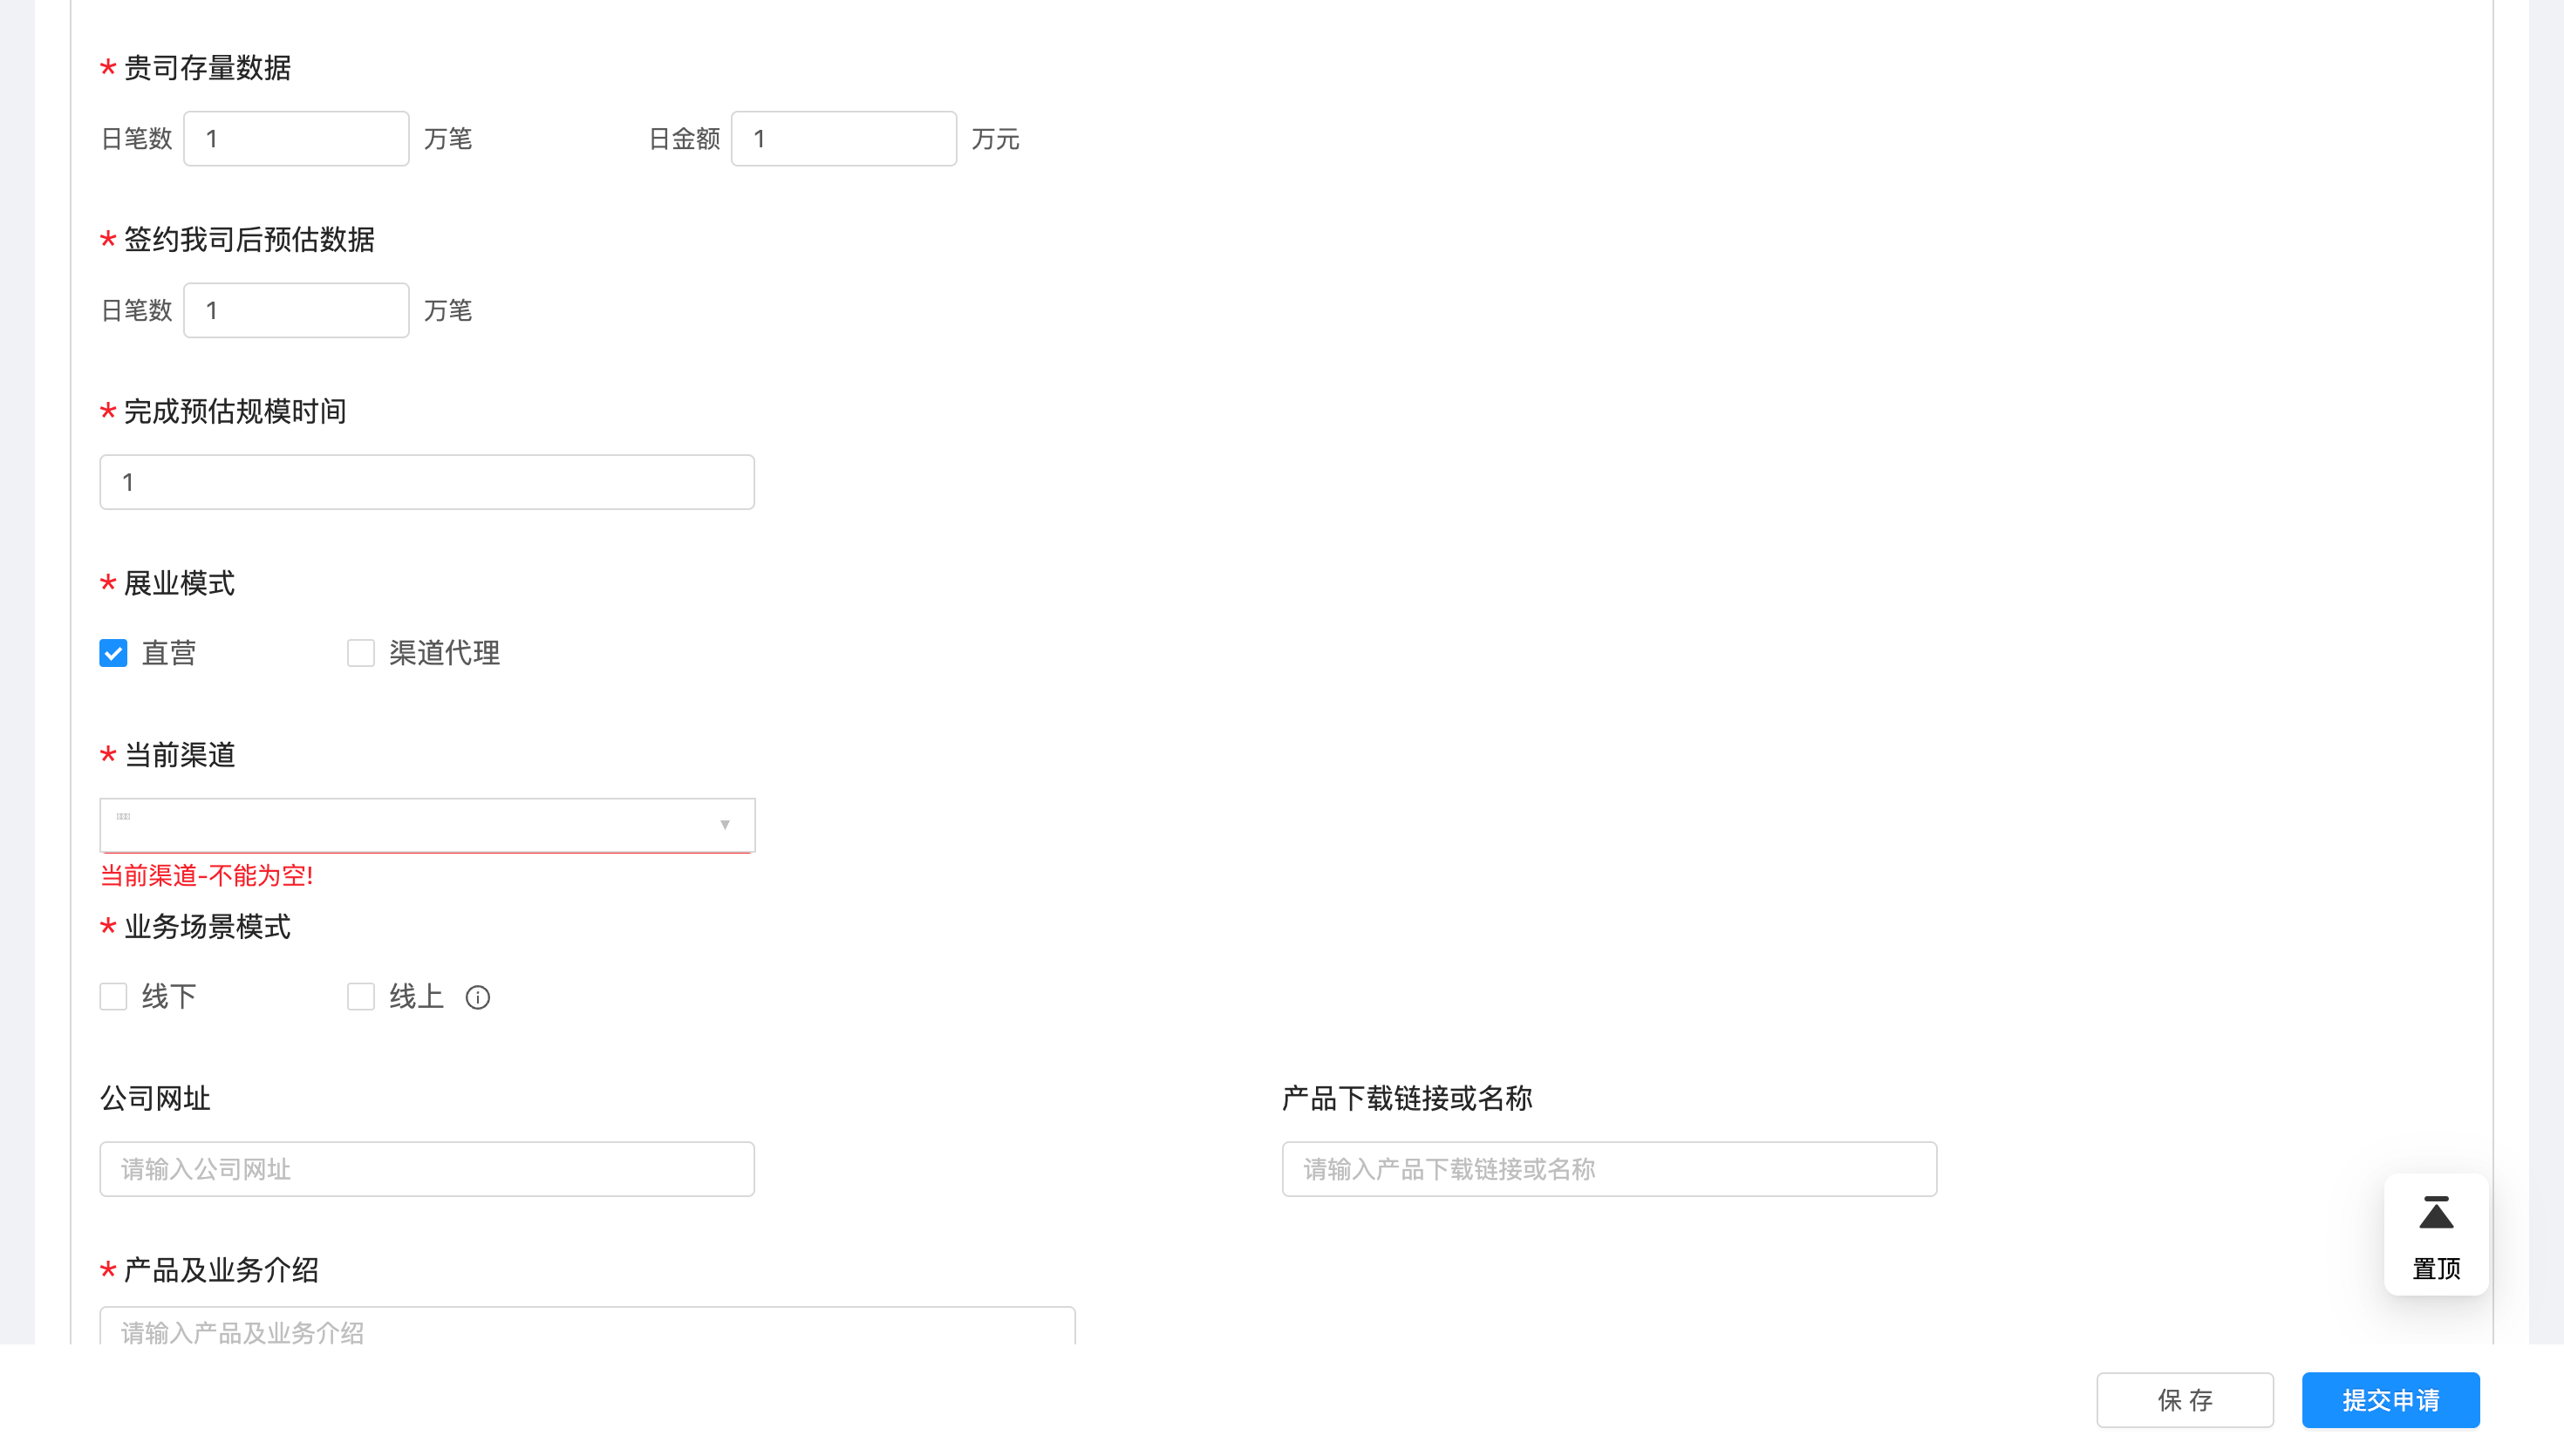 * 贵司存量数据
日笔数 1 万笔 日金额 1 万元
* 签约我司后预估数据
日笔数 1 万笔
* 完成预估规模时间
1
* 展业模式
直营 渠道代理
* 当前渠道
当前渠道-不能为空!
* 业务场景模式
线下 线上
公司网址 产品下载链接或名称
请输入公司网址 请输入产品下载链接或名称
* 产品及业务介绍
请输入产品及业务介绍
置顶
保 存 提交申请